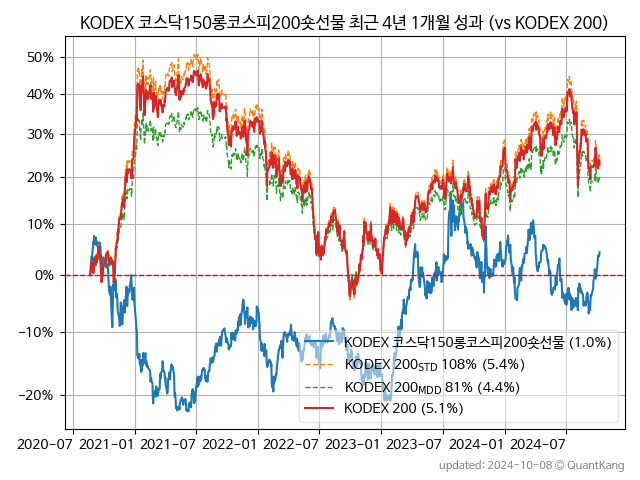 KODEX 코스닥150롱코스피200숏선물 최근 4년 1개월 성과 (vs KODEX 200)
50%
40%
30%
20%
10%
0%
-10%
-20%
KODEX 코스닥150롱코스피200숏선물 (1.0%)
KODEX 200STD 108% (5.4%)
KODEX 200MDD 81% (4.4%)
KODEX 200 (5.1%)
2020-07 2021-01 2021-07 2022-01 2022-07 2023-01 2023-07 2024-01 2024-07
updated: 2024-10-08 © QuantKang